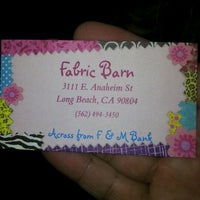 Fabric Barn
3111 E. Anaheim St
Long Beach, CA 90804
(562) 494-3450
Across from F & M Bank